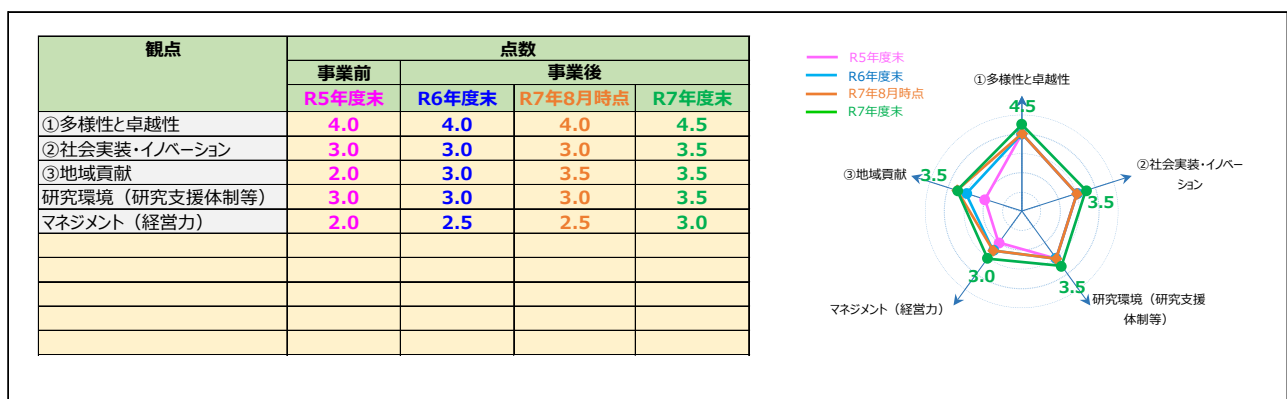 観点 点数
事業前 事業後
R5年度末 R6年度末 R7年8月時点 R7年度末
①多様性と卓越性 4.0 4.0 4.0 4.5
②社会実装・イノベーション 3.0 3.0 3.0 3.5
③地域貢献 2.0 3.0 3.5 3.5
研究環境（研究支援体制等） 3.0 3.0 3.0 3.5
マネジメント（経営力） 2.0 2.5 2.5 3.0
R5年度末
R6年度末
R7年8月時点
R7年度末
①多様性と卓越性
4.5
②社会実装・イノベー
ション
3.5
研究環境（研究支援
体制等）
3.5
マネジメント（経営力）
3.0
③地域貢献
3.5